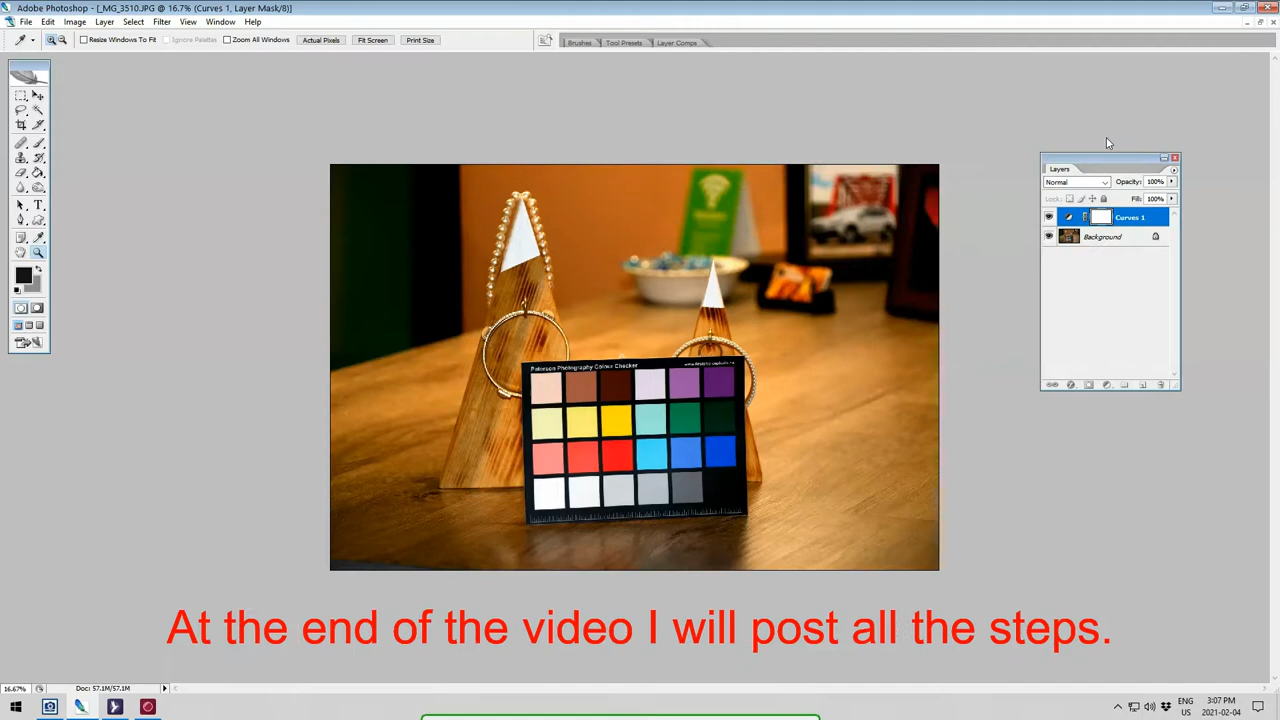 Adobe Photoshop - [_MG_3510.JPG @ 16.7% (Curves 1, Layer Mask/8)]
File Edit Image Layer Select Filter View Window Help
Resize Windows To Fit Ignore Palettes Zoom All Windows Actual Pixels Fit Screen Print Size Brushes Tool Presets Layer Comps
Layers
Normal Opacity: 100%
Lock: Fill: 100%
Curves 1
Background
Paterson Photography Colour Checker
At the end of the video I will post all the steps.
16.67% Doc: 57.1M/57.1M
ENG 3:07 PM
US 2021-02-04